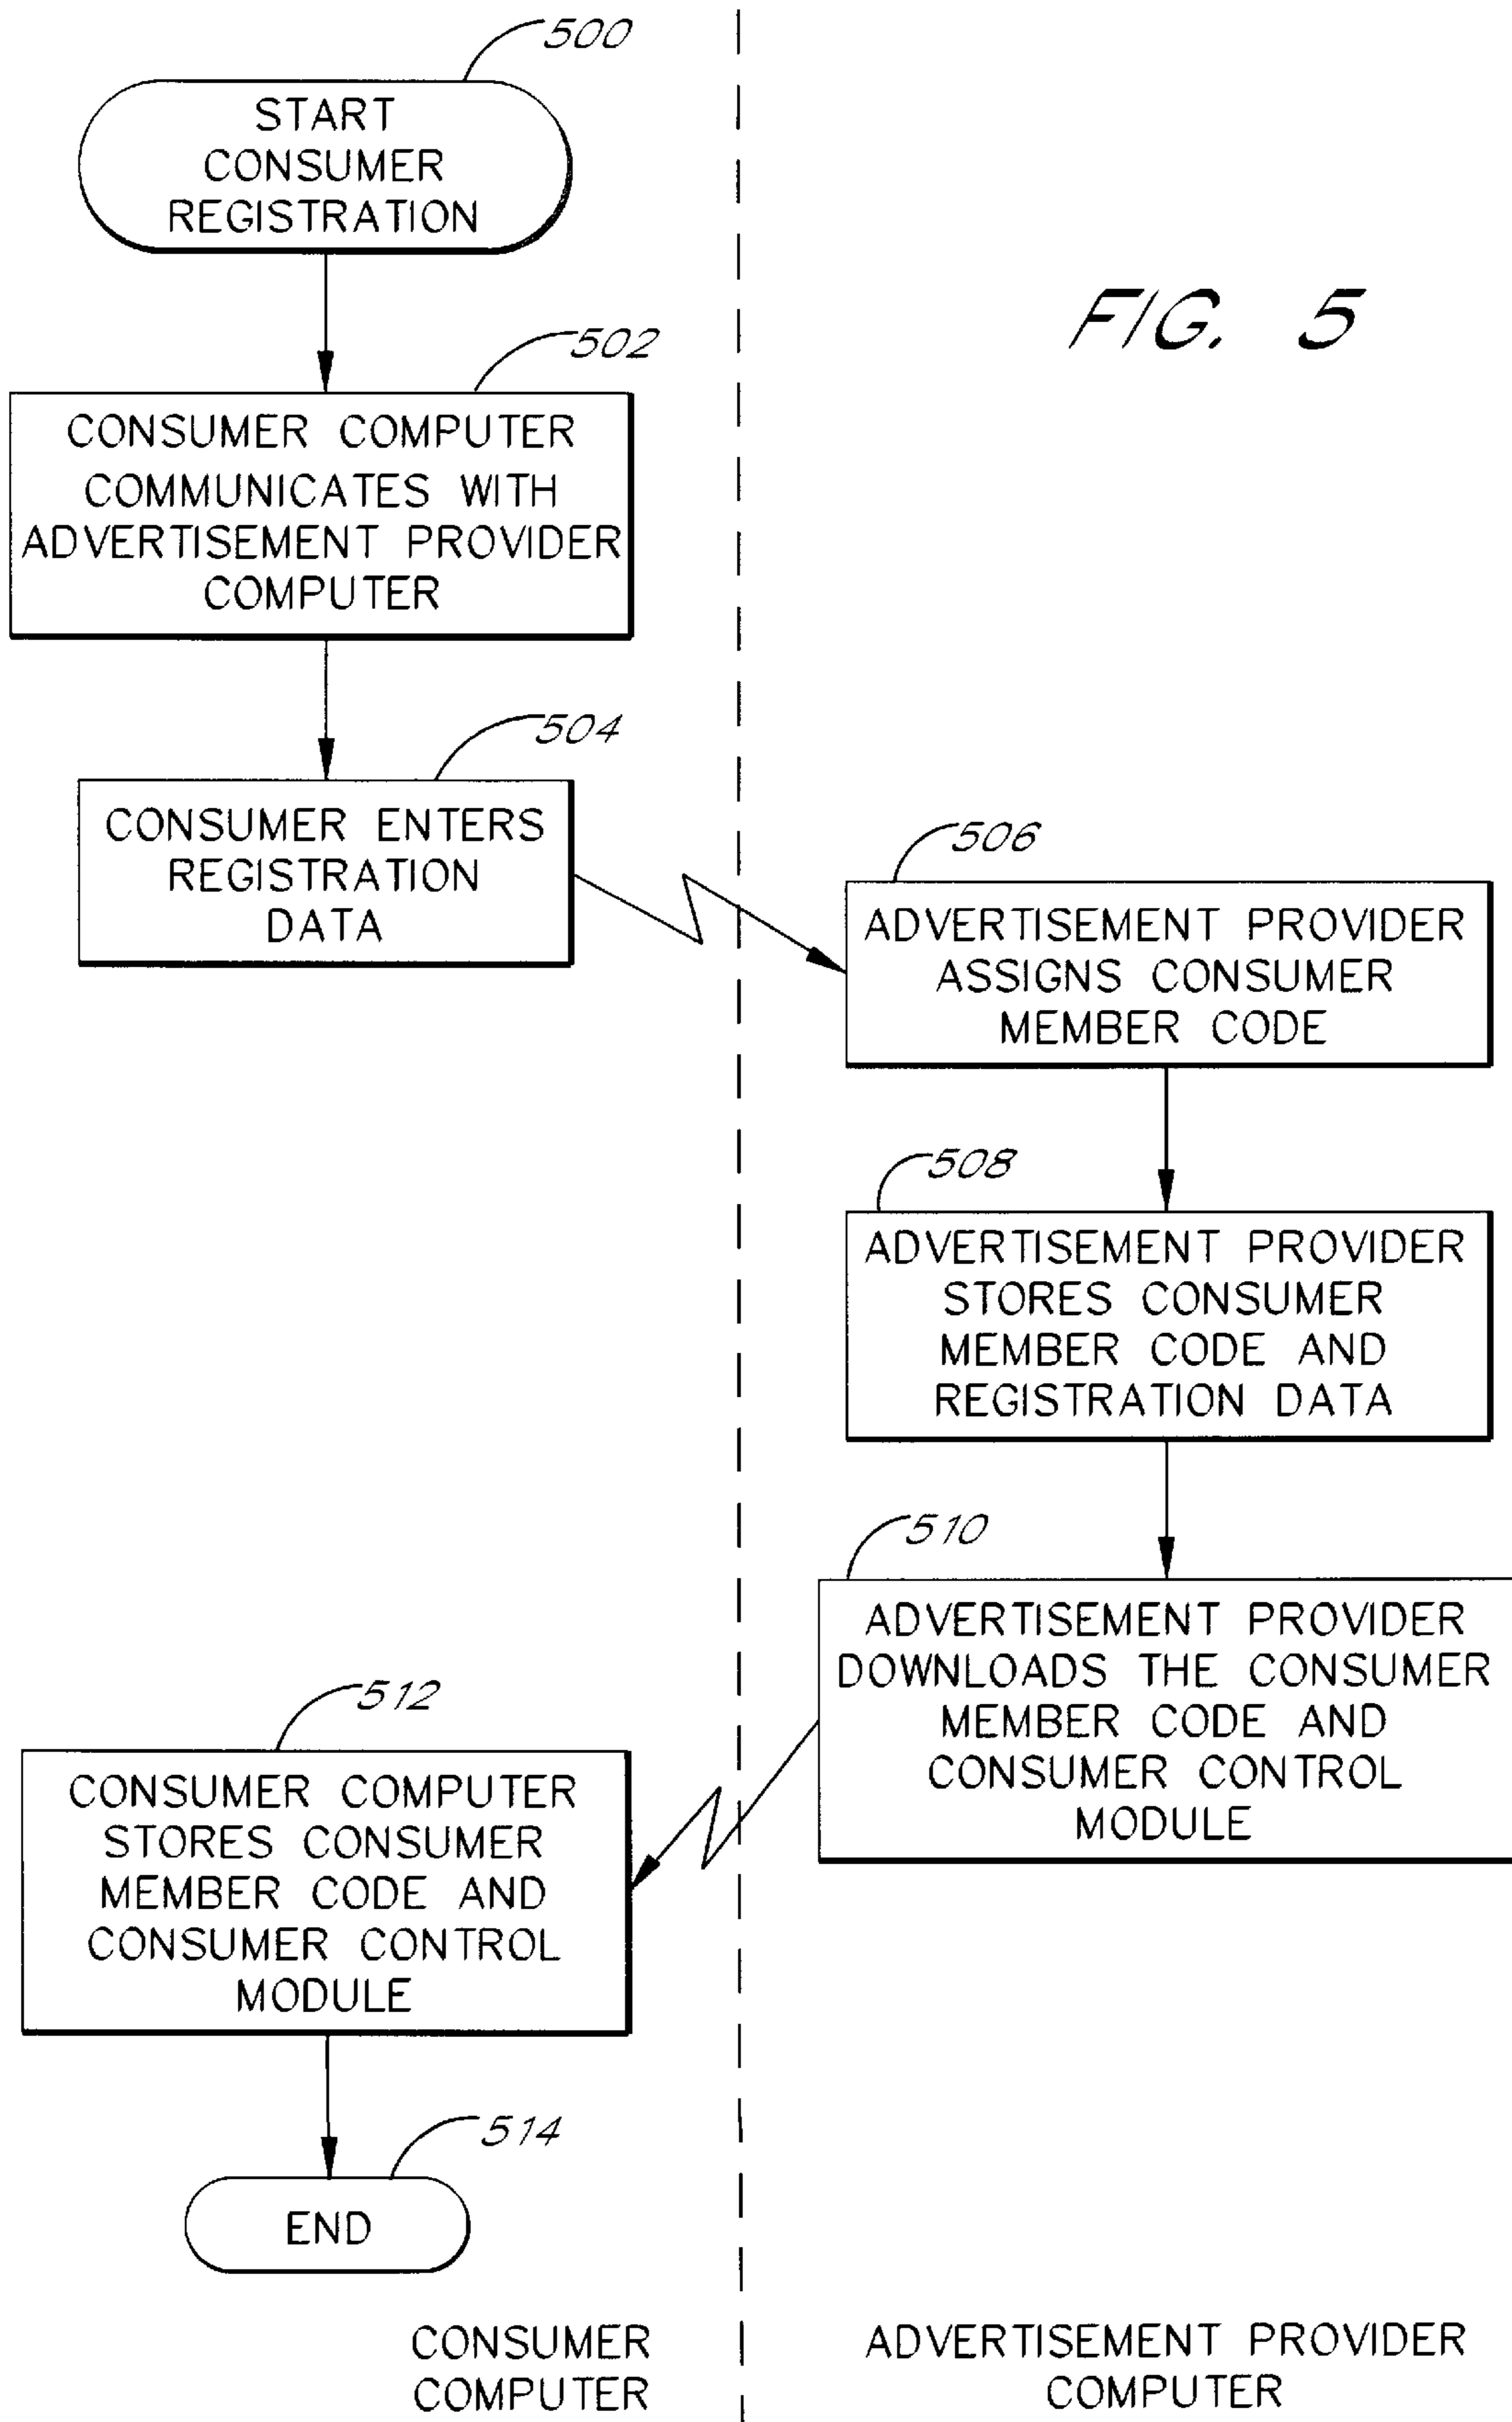 500
START
CONSUMER
REGISTRATION
FIG. 5
502
CONSUMER COMPUTER
COMMUNICATES WITH
ADVERTISEMENT PROVIDER
COMPUTER
504
CONSUMER ENTERS
REGISTRATION
DATA
506
ADVERTISEMENT PROVIDER
ASSIGNS CONSUMER
MEMBER CODE
508
ADVERTISEMENT PROVIDER
STORES CONSUMER
MEMBER CODE AND
REGISTRATION DATA
510
ADVERTISEMENT PROVIDER
DOWNLOADS THE CONSUMER
MEMBER CODE AND
CONSUMER CONTROL
MODULE
512
CONSUMER COMPUTER
STORES CONSUMER
MEMBER CODE AND
CONSUMER CONTROL
MODULE
514
END
CONSUMER
COMPUTER
ADVERTISEMENT PROVIDER
COMPUTER